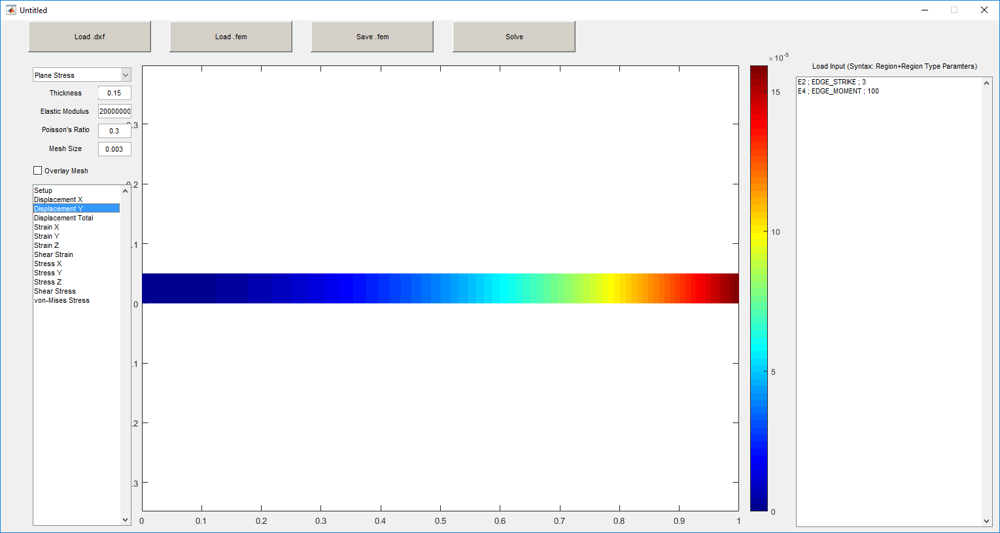 Untitled
Load .dxf
Load .fem
Save .fem
Solve
Plane Stress
Thickness 0.15
Elastic Modulus 20000000
Poisson's Ratio 0.3
Mesh Size 0.003
Overlay Mesh
Setup
Displacement X
Displacement Y
Displacement Total
Strain X
Strain Y
Strain Z
Shear Strain
Stress X
Stress Y
Stress Z
Shear Stress
von-Mises Stress
0.3
0.2
.1
0
.1
.2
.3
0 0.1 0.2 0.3 0.4 0.5 0.6 0.7 0.8 0.9 1
×10-5
15
10
5
0
Load Input (Syntax: Region+Region Type Paramters)
E2 ; EDGE_STRIKE ; 3
E4 ; EDGE_MOMENT ; 100